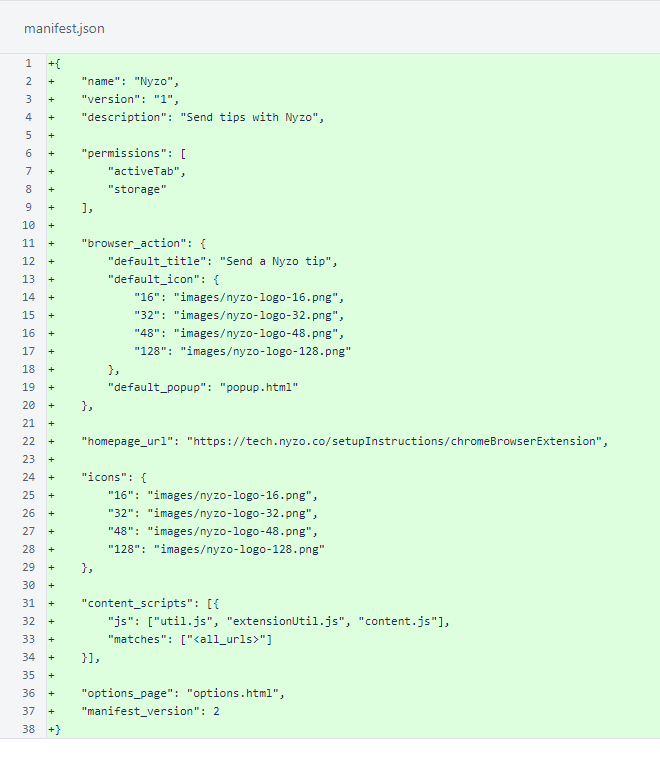 manifest.json
1 +{
2 +    "name": "Nyzo",
3 +    "version": "1",
4 +    "description": "Send tips with Nyzo",
5 +
6 +    "permissions": [
7 +        "activeTab",
8 +        "storage"
9 +    ],
10 +
11 +    "browser_action": {
12 +        "default_title": "Send a Nyzo tip",
13 +        "default_icon": {
14 +            "16": "images/nyzo-logo-16.png",
15 +            "32": "images/nyzo-logo-32.png",
16 +            "48": "images/nyzo-logo-48.png",
17 +            "128": "images/nyzo-logo-128.png"
18 +        },
19 +        "default_popup": "popup.html"
20 +    },
21 +
22 +    "homepage_url": "https://tech.nyzo.co/setupInstructions/chromeBrowserExtension",
23 +
24 +    "icons": {
25 +        "16": "images/nyzo-logo-16.png",
26 +        "32": "images/nyzo-logo-32.png",
27 +        "48": "images/nyzo-logo-48.png",
28 +        "128": "images/nyzo-logo-128.png"
29 +    },
30 +
31 +    "content_scripts": [{
32 +        "js": ["util.js", "extensionUtil.js", "content.js"],
33 +        "matches": ["<all_urls>"]
34 +    }],
35 +
36 +    "options_page": "options.html",
37 +    "manifest_version": 2
38 +}